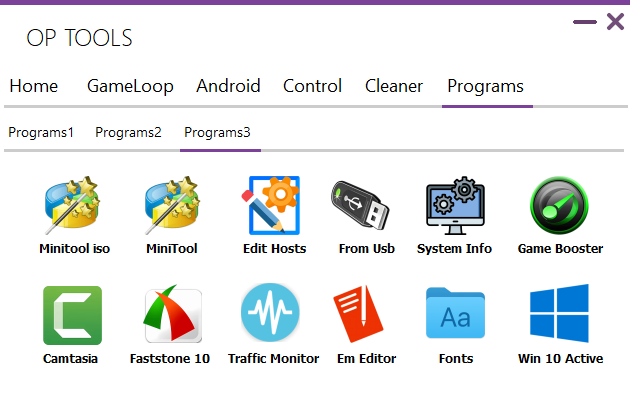 OP TOOLS
Home GameLoop Android Control Cleaner Programs
Programs1 Programs2 Programs3
Minitool iso MiniTool Edit Hosts From Usb System Info Game Booster
Aa
Camtasia Faststone 10 Traffic Monitor Em Editor Fonts Win 10 Active